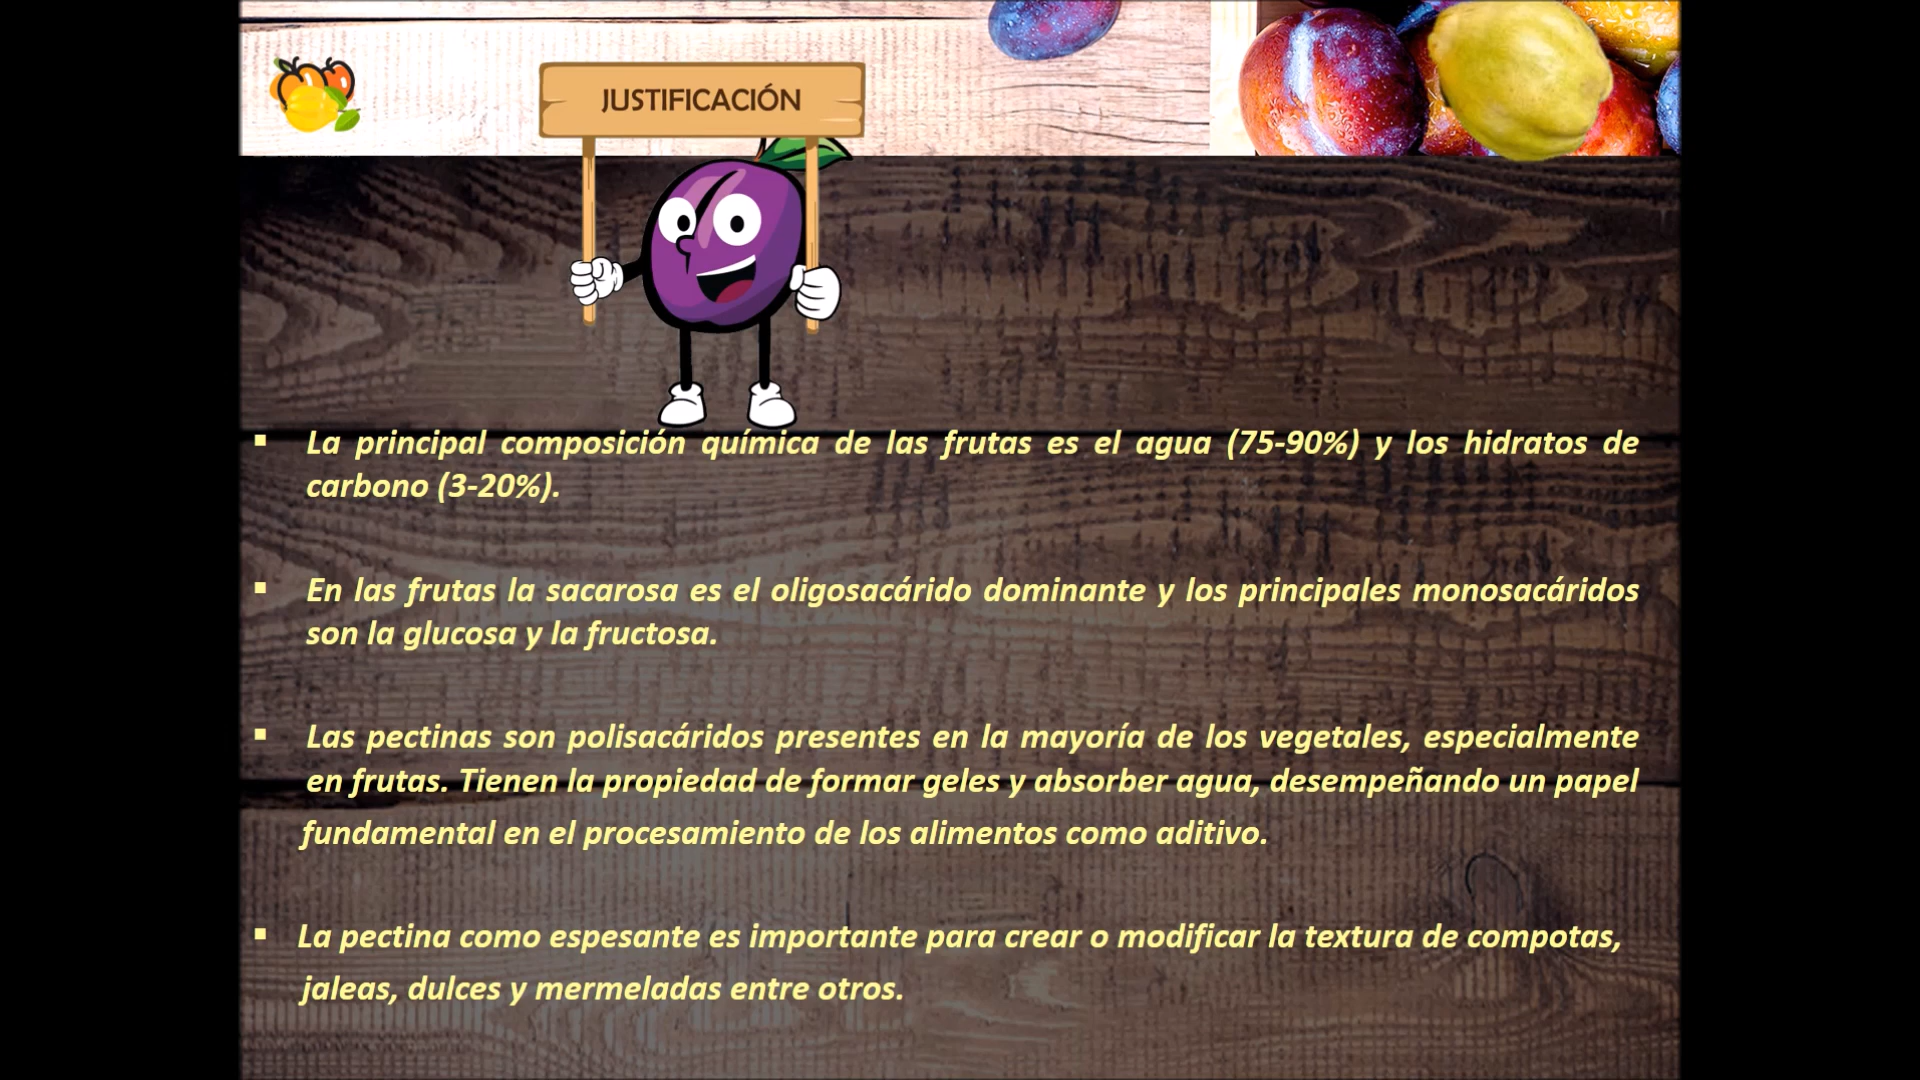 JUSTIFICACIÓN
▪ La principal composición química de las frutas es el agua (75-90%) y los hidratos de
carbono (3-20%).
▪ En las frutas la sacarosa es el oligosacárido dominante y los principales monosacáridos
son la glucosa y la fructosa.
▪ Las pectinas son polisacáridos presentes en la mayoría de los vegetales, especialmente
en frutas. Tienen la propiedad de formar geles y absorber agua, desempeñando un papel
fundamental en el procesamiento de los alimentos como aditivo.
▪ La pectina como espesante es importante para crear o modificar la textura de compotas,
jaleas, dulces y mermeladas entre otros.